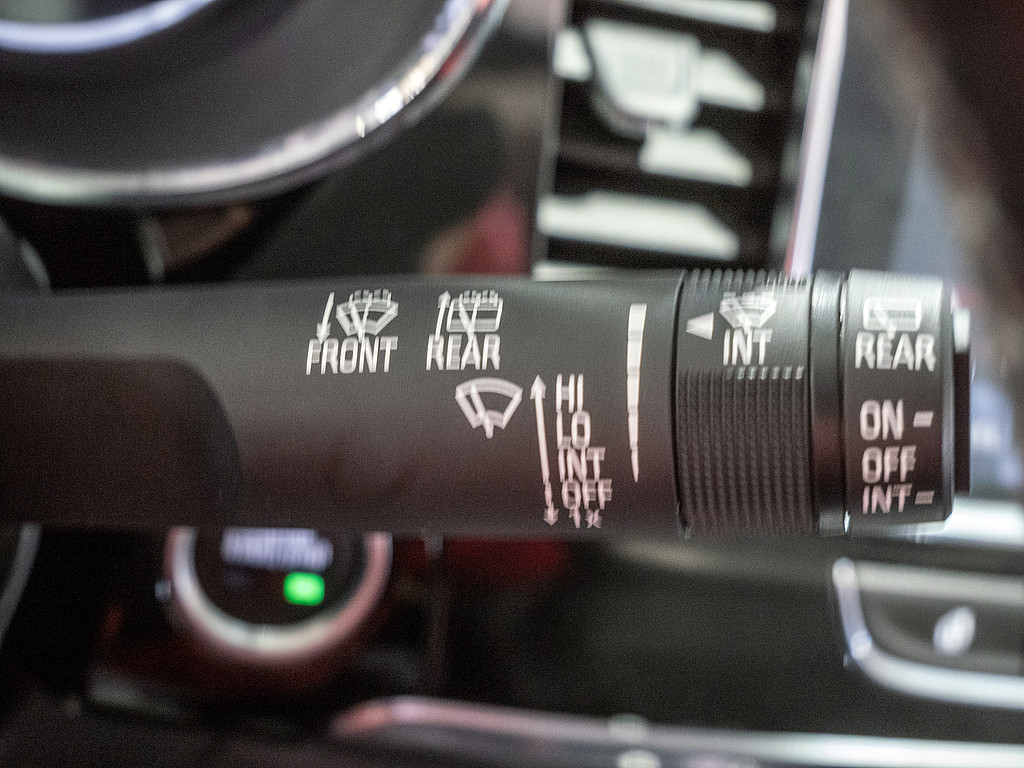 FRONT
REAR
HI
LO
INT
OFF
1x
INT
REAR
ON
OFF
INT